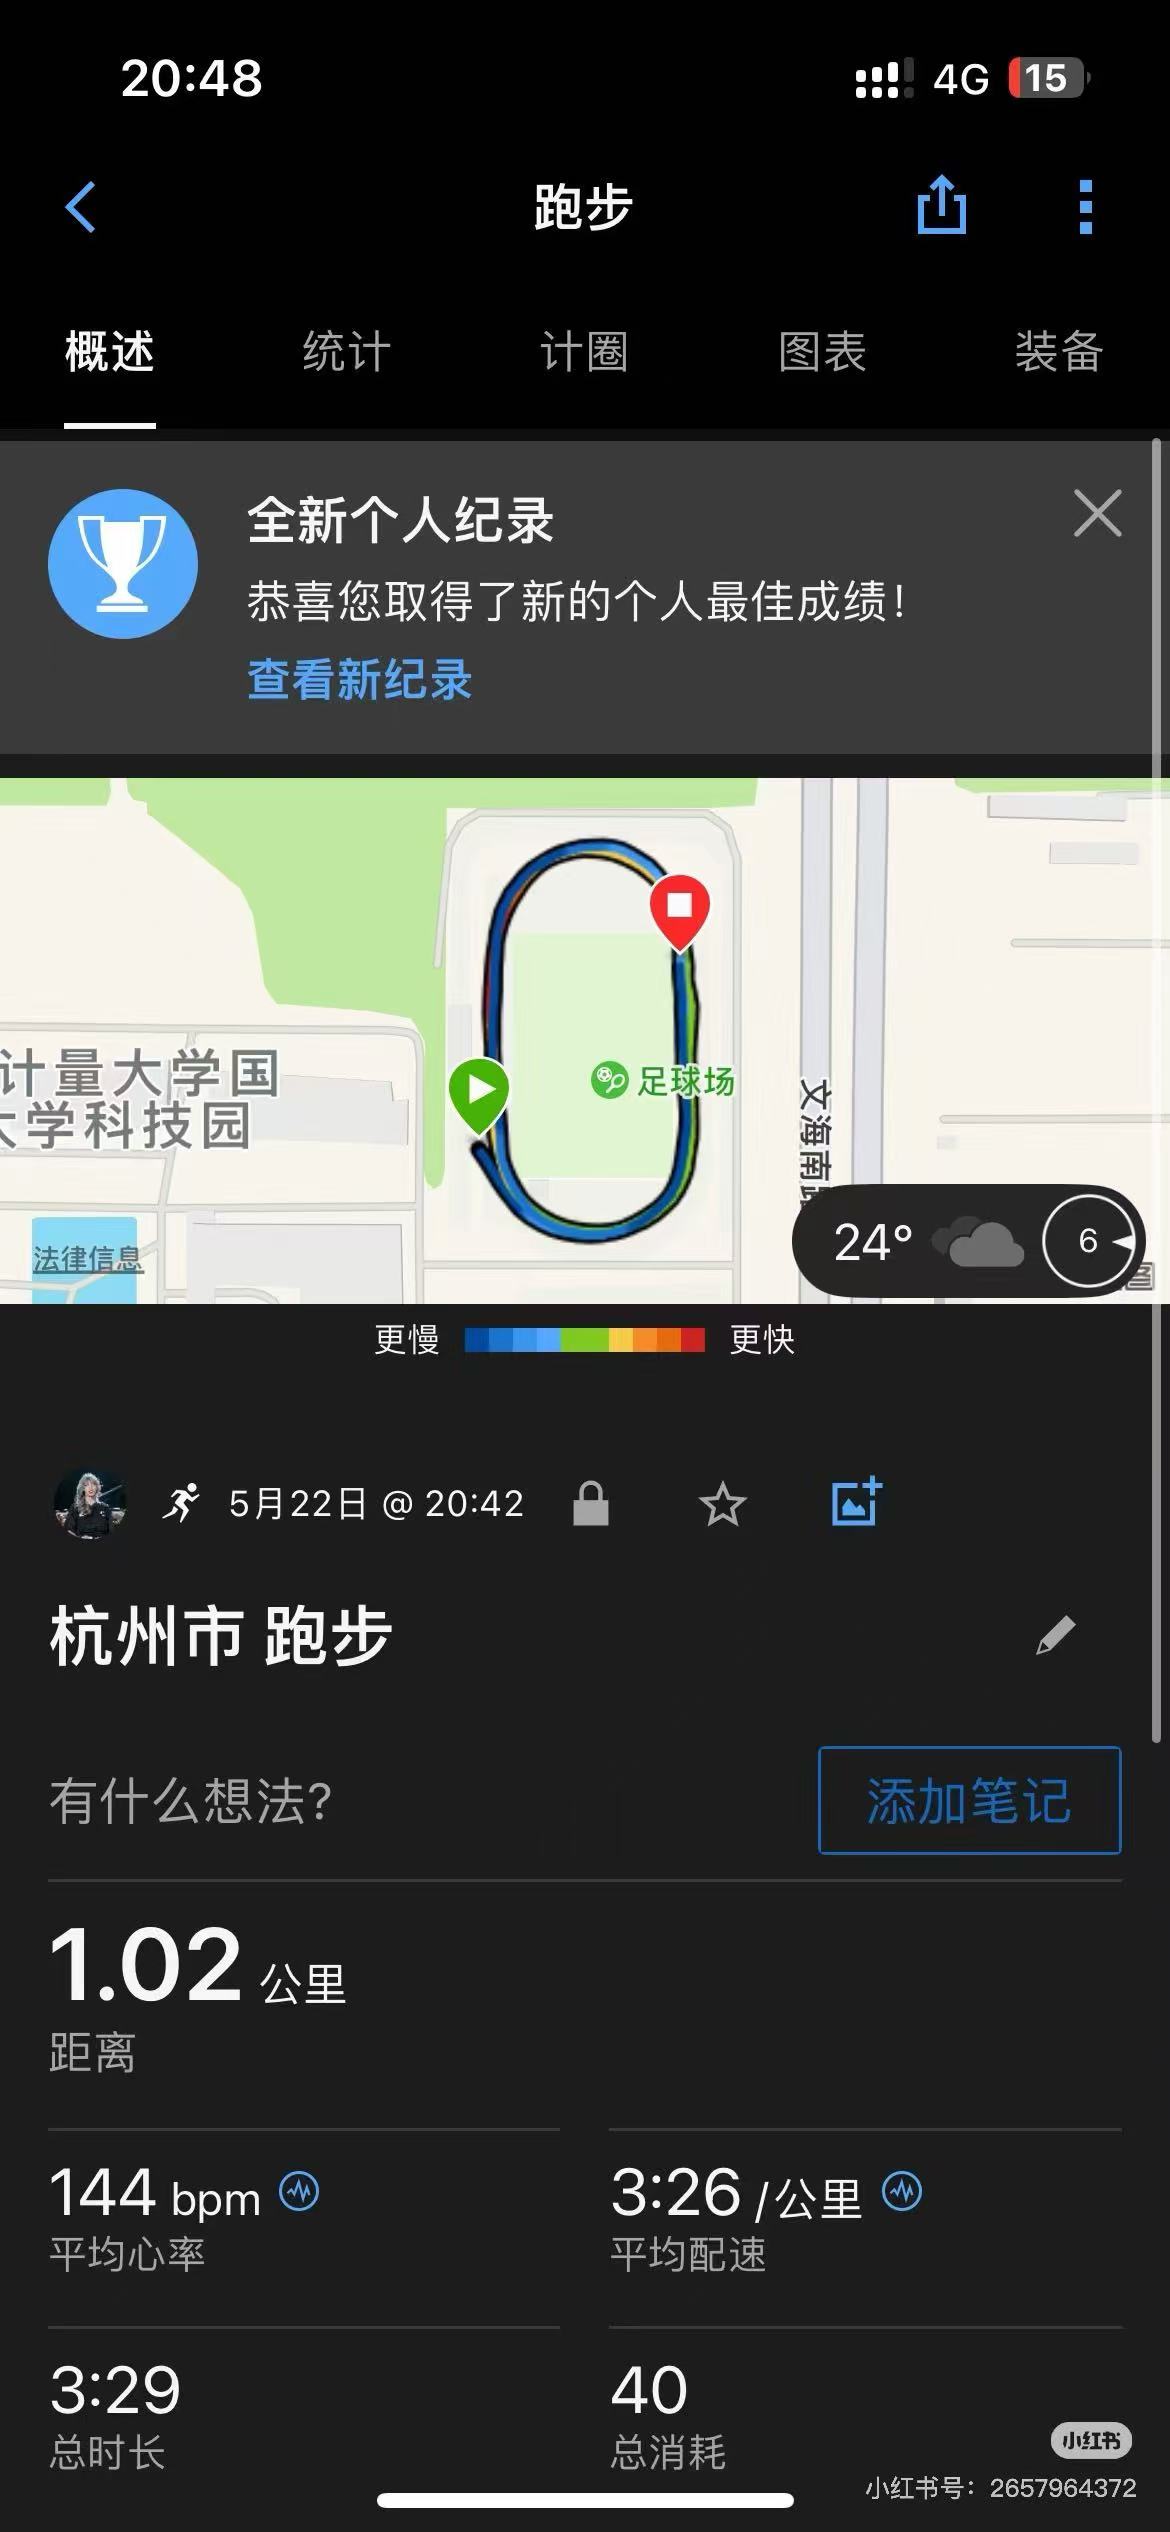 20:48
4G 15
跑步
概述 统计 计圈 图表 装备
全新个人纪录
恭喜您取得了新的个人最佳成绩！
查看新纪录
计量大学国
大学科技园
足球场
文海南路
法律信息
24° 6
更慢 更快
5月22日 @ 20:42
杭州市 跑步
有什么想法?
添加笔记
1.02 公里
距离
144 bpm
平均心率
3:26 /公里
平均配速
3:29
总时长
40
总消耗
小红书
小红书号：2657964372